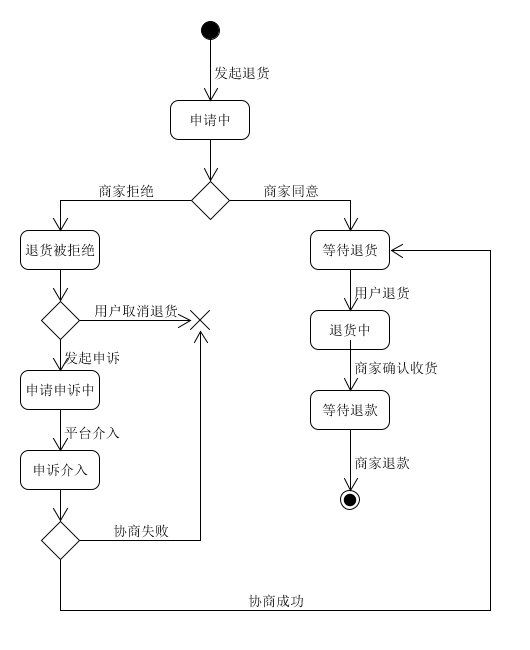 发起退货
申请中
商家拒绝
商家同意
退货被拒绝
等待退货
用户取消退货
用户退货
退货中
发起申诉
商家确认收货
申请申诉中
等待退款
平台介入
申诉介入
商家退款
协商失败
协商成功